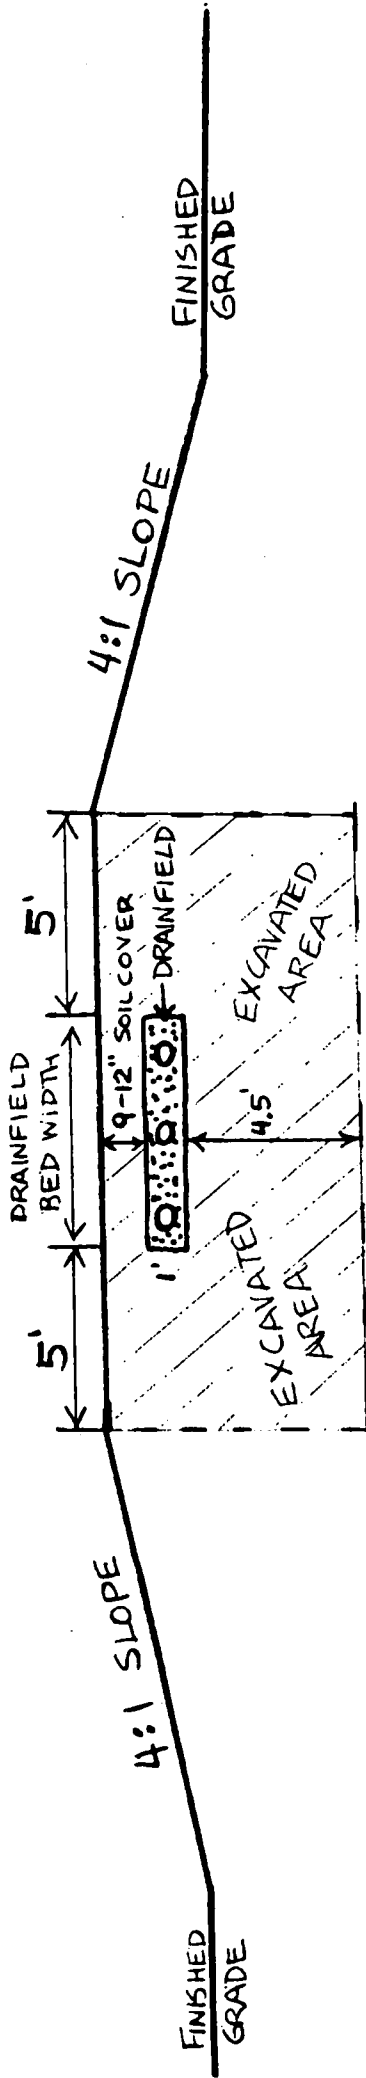 FINISHED
GRADE
4:1 SLOPE
5'
DRAINFIELD
BED WIDTH
5'
9-12" SOIL COVER
1'
DRAINFIELD
4.5'
EXCAVATED
AREA
EXCAVATED
AREA
4:1 SLOPE
FINISHED
GRADE